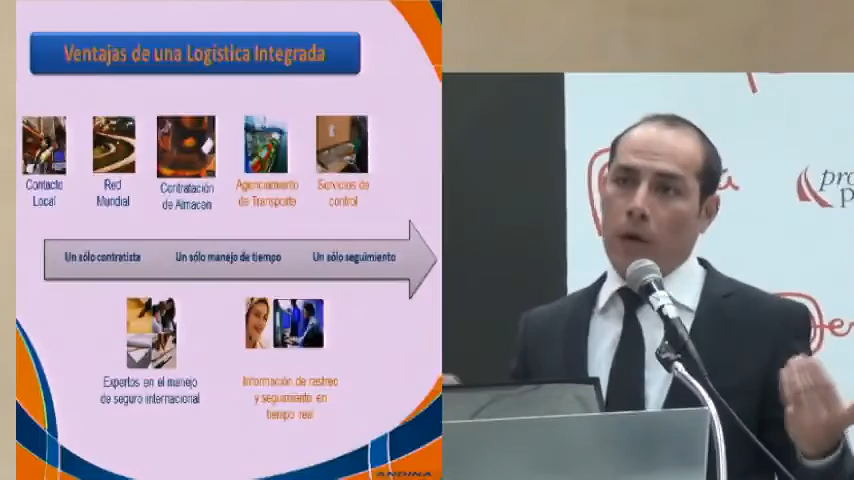 Ventajas de una Logística Integrada
Contacto
Local
Red
Mundial
Contratación
de Almacen
Agenciamiento
de Transporte
Servicios de
control
Un sólo contratista
Un sólo manejo de tiempo
Un sólo seguimiento
Expertos en el manejo
de seguro internacional
Información de rastreo
y seguimiento en
tiempo real
ANDINA